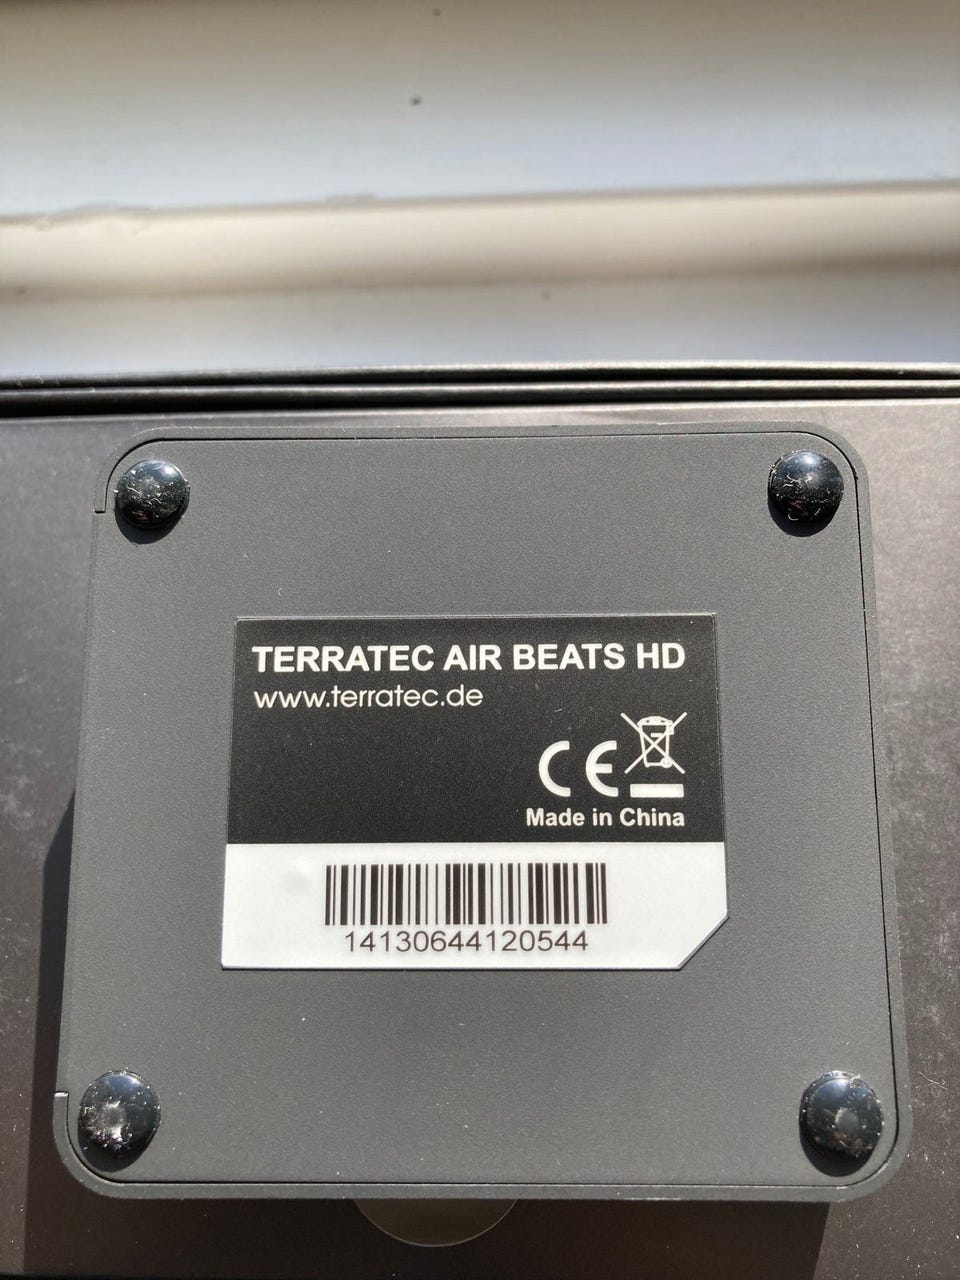 TERRATEC AIR BEATS HD
www.terratec.de
CE
Made in China
14130644120544